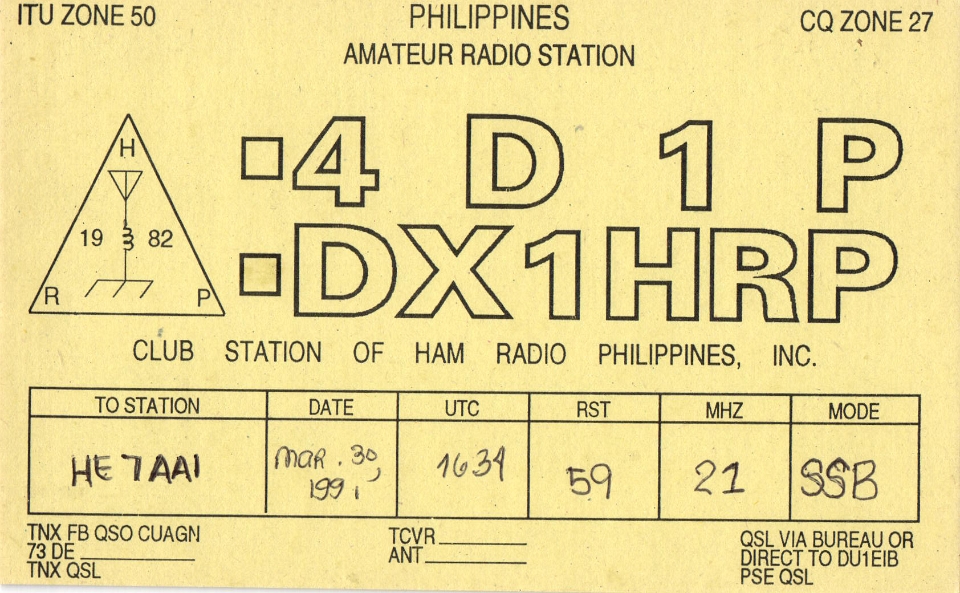 ITU ZONE 50 PHILIPPINES CQ ZONE 27
AMATEUR RADIO STATION
4 D 1 P
DX1HRP
H
19 82
R P
CLUB STATION OF HAM RADIO PHILIPPINES, INC.
TO STATION DATE UTC RST MHZ MODE
HE7AA1 MAR. 30, 1991 1634 59 21 SSB
TNX FB QSO CUAGN
73 DE
TNX QSL
TCVR
ANT
QSL VIA BUREAU OR
DIRECT TO DU1EIB
PSE QSL